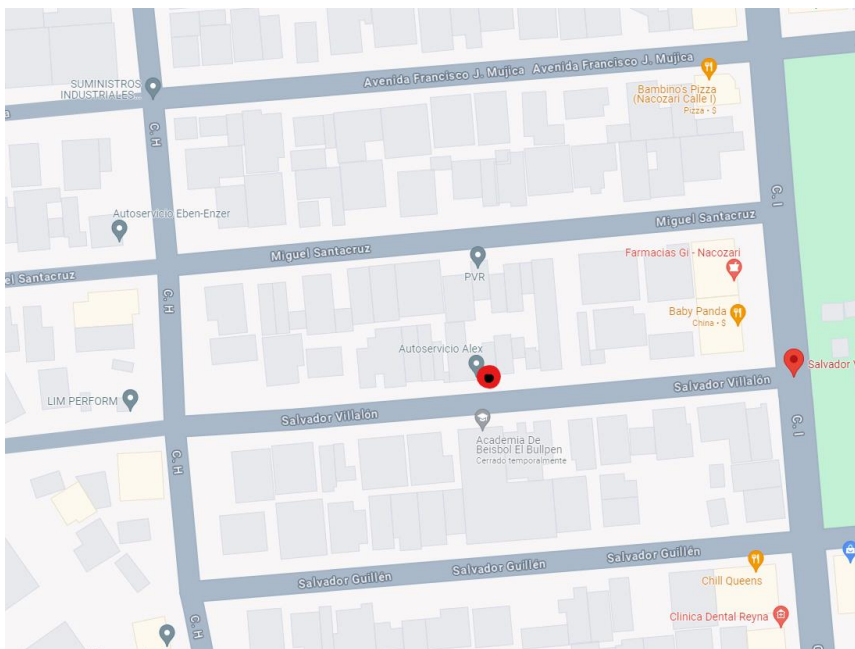 Avenida Francisco J. Mujica Avenida Francisco J. Mujica
SUMINISTROS
INDUSTRIALES...
Bambino's Pizza
(Nacozari Calle I)
Pizza • $
C. H
C. I
Autoservicio Eben-Enzer
Miguel Santacruz
Miguel Santacruz
el Santacruz
PVR
Farmacias Gi - Nacozari
C. H
Baby Panda
China • $
Autoservicio Alex
Salvador V
Salvador Villalón
LIM PERFORM
Salvador Villalón
C. I
Academia De
Beisbol El Bullpen
Cerrado temporalmente
C. H
Salvador Guillén
Salvador Guillén
Salvador Guillén
Chill Queens
Clinica Dental Reyna
C. H
C. I